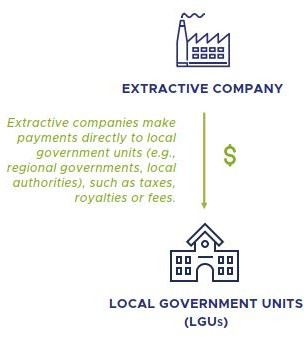 EXTRACTIVE COMPANY
Extractive companies make
payments directly to local
government units (e.g.,
regional governments, local
authorities), such as taxes,
royalties or fees.
$
LOCAL GOVERNMENT UNITS
(LGUs)